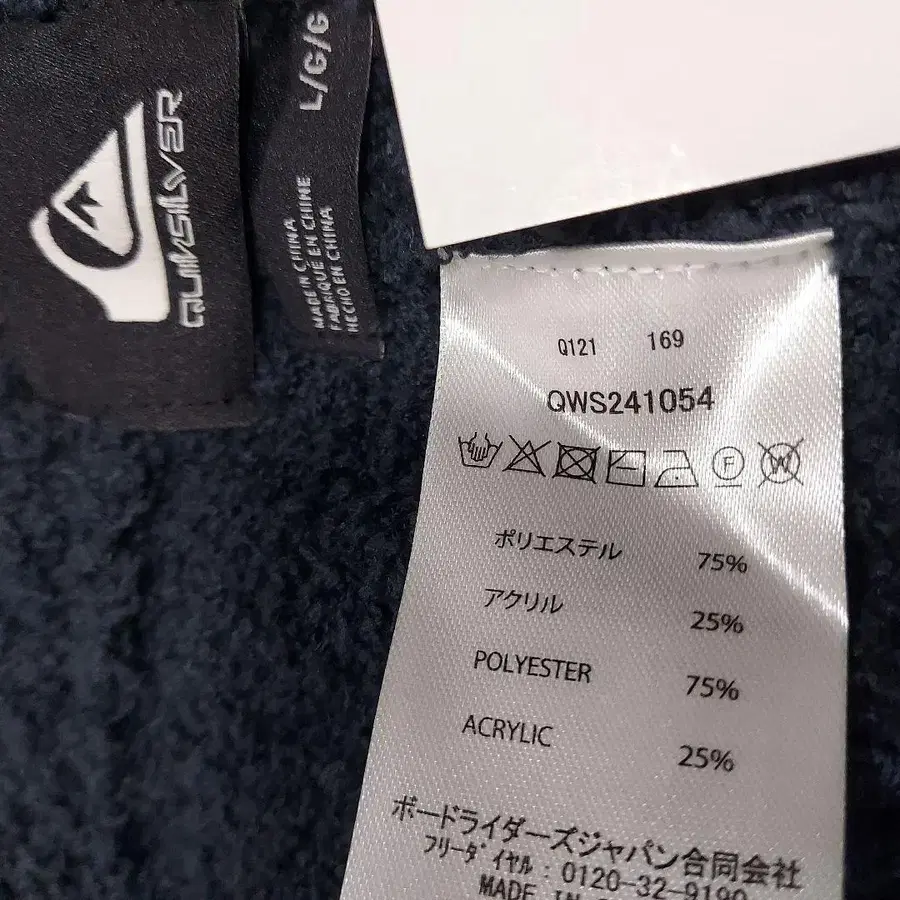 QUIKSILVER
L/G/G
MADE IN CHINA
FABRIQUE EN CHINE
HECHO EN CHINA
Q121 169
QWS241054
F W
ポリエステル 75%
アクリル 25%
POLYESTER 75%
ACRYLIC 25%
ボードライダーズジャパン合同会社
フリーダイヤル : 0120-32-9190
MADE IN